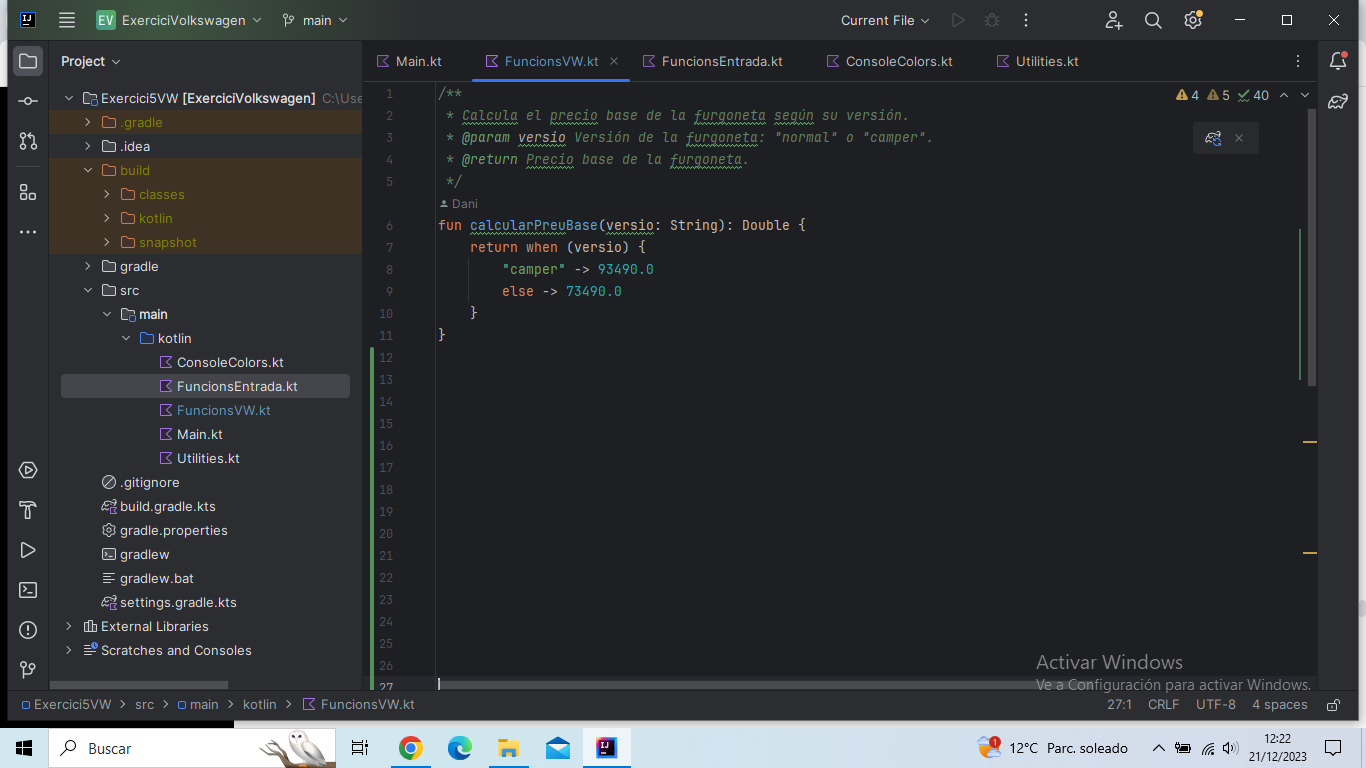 EV ExerciciVolkswagen main Current File
Project
Main.kt FuncionsVW.kt FuncionsEntrada.kt ConsoleColors.kt Utilities.kt
Exercici5VW [ExerciciVolkswagen] C:\Use
.gradle
.idea
build
classes
kotlin
snapshot
gradle
src
main
kotlin
ConsoleColors.kt
FuncionsEntrada.kt
FuncionsVW.kt
Main.kt
Utilities.kt
.gitignore
build.gradle.kts
gradle.properties
gradlew
gradlew.bat
settings.gradle.kts
External Libraries
Scratches and Consoles
4 5 40
1 /**
2 * Calcula el precio base de la furgoneta según su versión.
3 * @param versio Versión de la furgoneta: "normal" o "camper".
4 * @return Precio base de la furgoneta.
5 */
Dani
6 fun calcularPreuBase(versio: String): Double {
7 return when (versio) {
8 "camper" -> 93490.0
9 else -> 73490.0
10 }
11 }
12
13
14
15
16
17
18
19
20
21
22
23
24
25
26
27
Activar Windows
Ve a Configuración para activar Windows.
Exercici5VW > src > main > kotlin > FuncionsVW.kt 27:1 CRLF UTF-8 4 spaces
Buscar
1 12°C Parc. soleado
12:22
21/12/2023